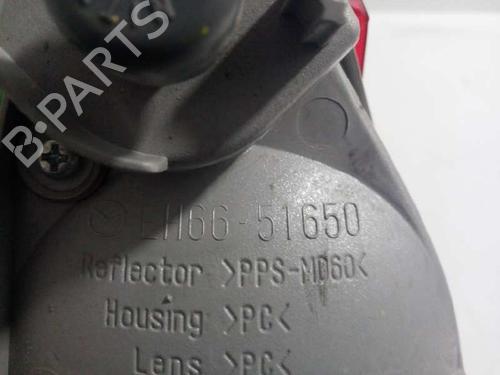 B-PARTS
EH66-51650
Reflector >PPS-MD60<
Housing >PC<
Lens >PC<